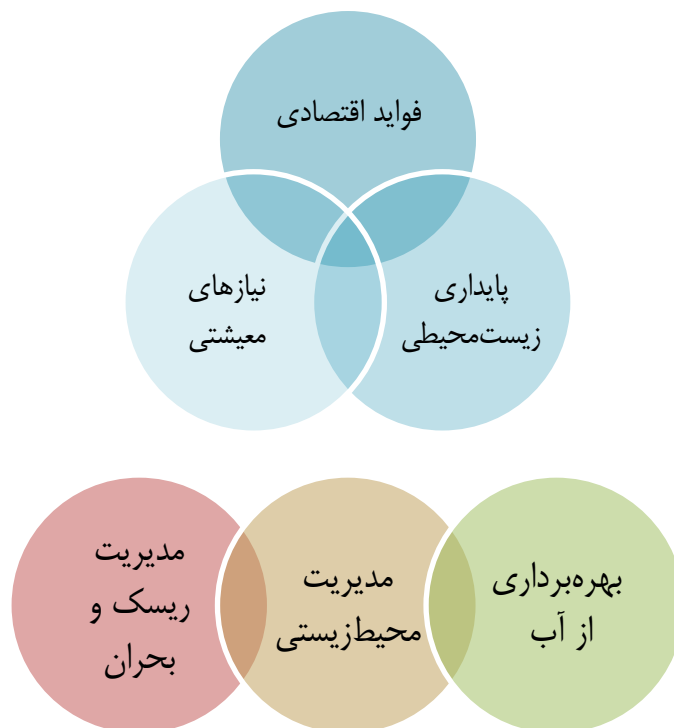 فواید اقتصادی
پایداری
زیست‌محیطی
نیازهای
معیشتی
بهره‌برداری
از آب
مدیریت
محیط‌زیستی
مدیریت
ریسک و
بحران